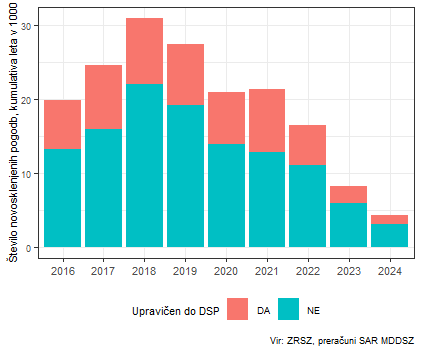 Število novosklenjenih pogodb, kumulativa leta v 1000
30
20
10
0
2016 2017 2018 2019 2020 2021 2022 2023 2024
Upravičen do DSP DA NE
Vir: ZRSZ, preračuni SAR MDDSZ